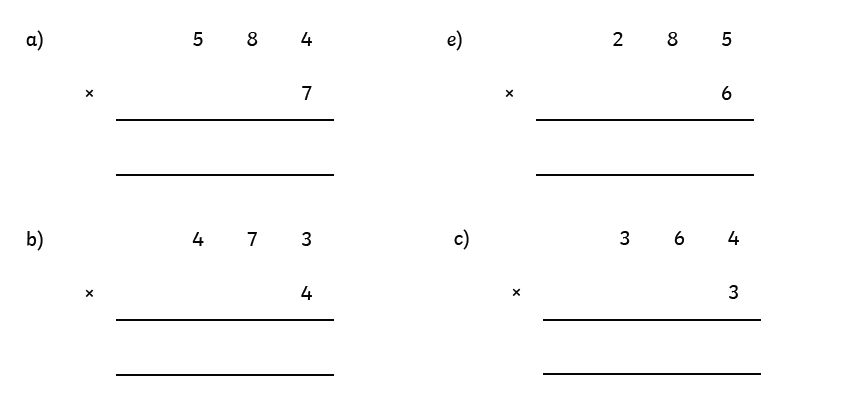 a) 5 8 4
× 7
e) 2 8 5
× 6
b) 4 7 3
× 4
c) 3 6 4
× 3